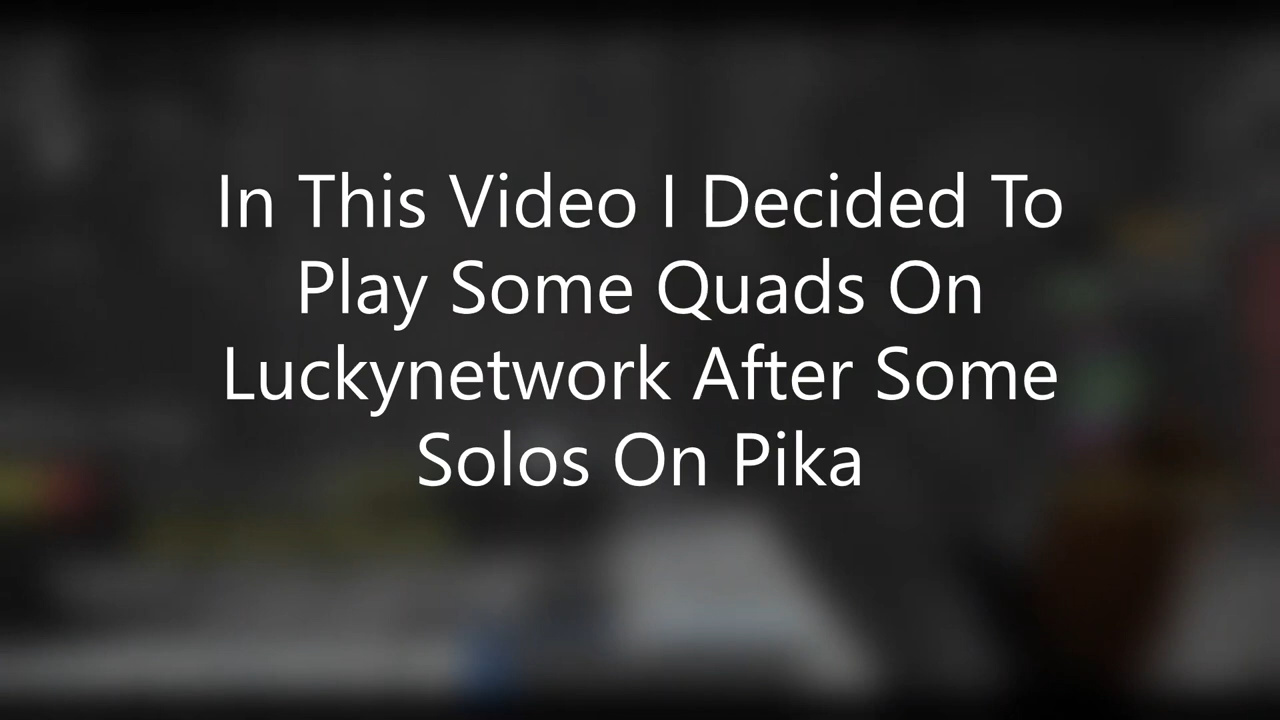 In This Video I Decided To
Play Some Quads On
Luckynetwork After Some
Solos On Pika